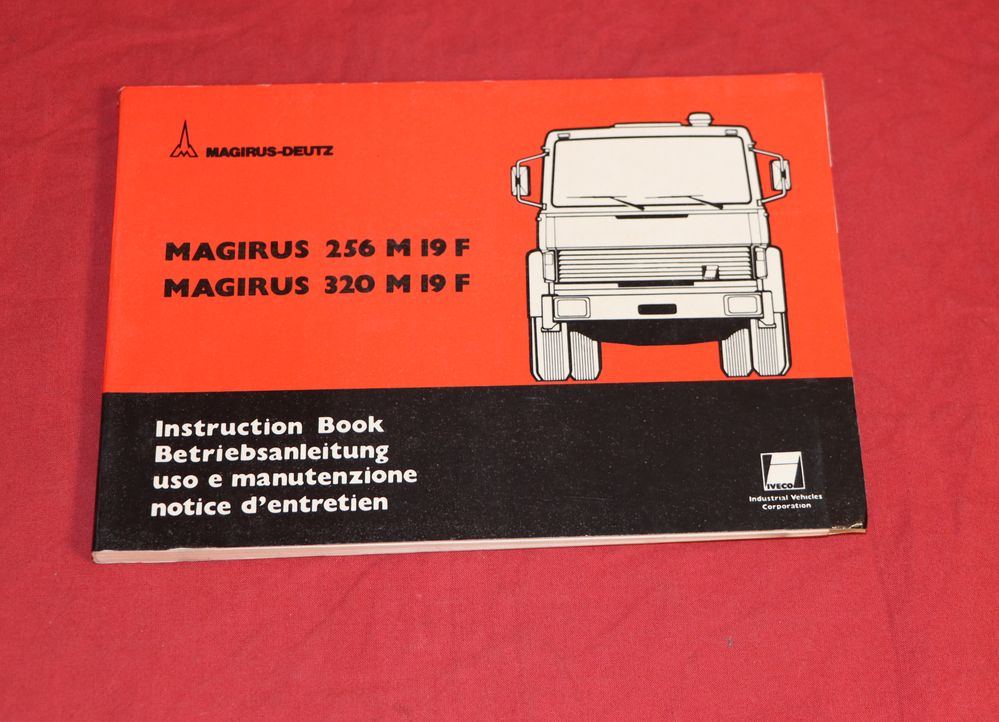 MAGIRUS-DEUTZ
MAGIRUS 256 M 19 F
MAGIRUS 320 M 19 F
Instruction Book
Betriebsanleitung
uso e manutenzione
notice d'entretien
IVECO
Industrial Vehicles
Corporation